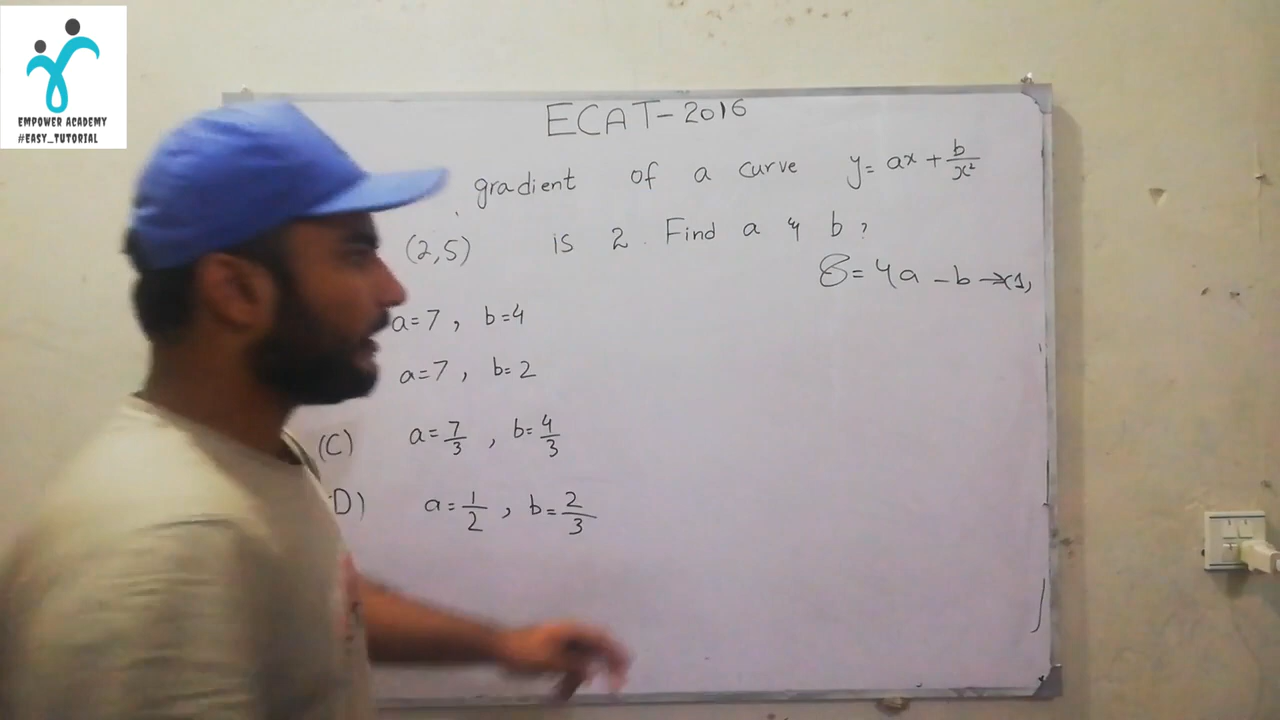 EMPOWER ACADEMY
#EASY_TUTORIAL
ECAT-2016
gradient of a curve y= ax + b/x²
(2,5) is 2. Find a & b?
8= 4a - b → (1)
a=7, b=4
a=7, b=2
(C) a=7/3, b=4/3
D) a=1/2, b=2/3